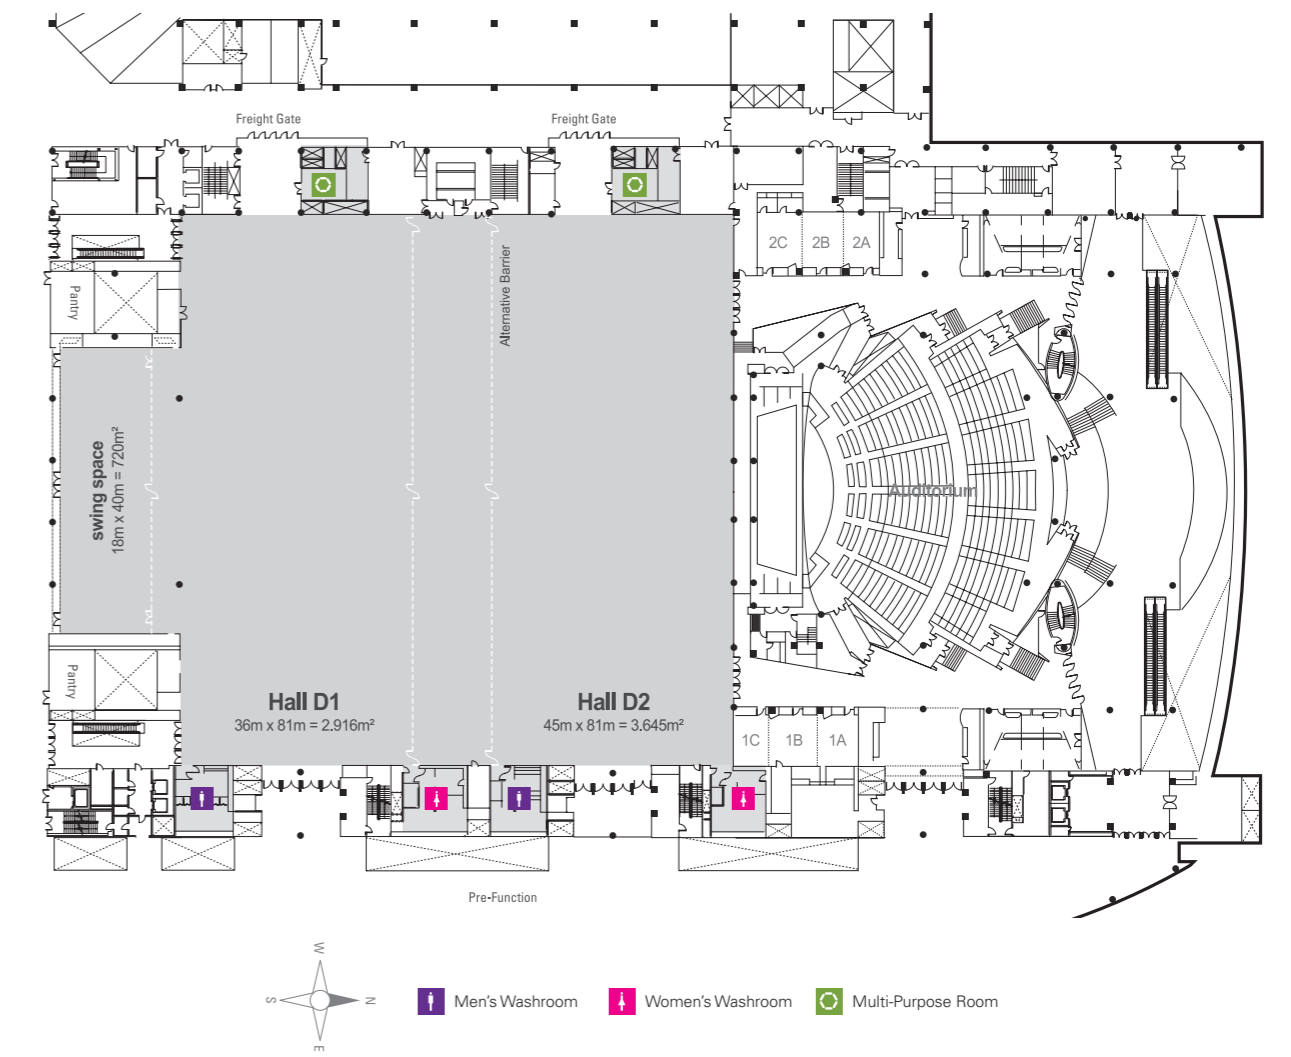 Freight Gate
Freight Gate
2C
2B
2A
Alternative Barrier
Pantry
swing space
18m x 40m = 720m²
Auditorium
Pantry
Hall D1
36m x 81m = 2.916m²
Hall D2
45m x 81m = 3.645m²
1C
1B
1A
Pre-Function
W
S
N
E
Men's Washroom
Women's Washroom
Multi-Purpose Room